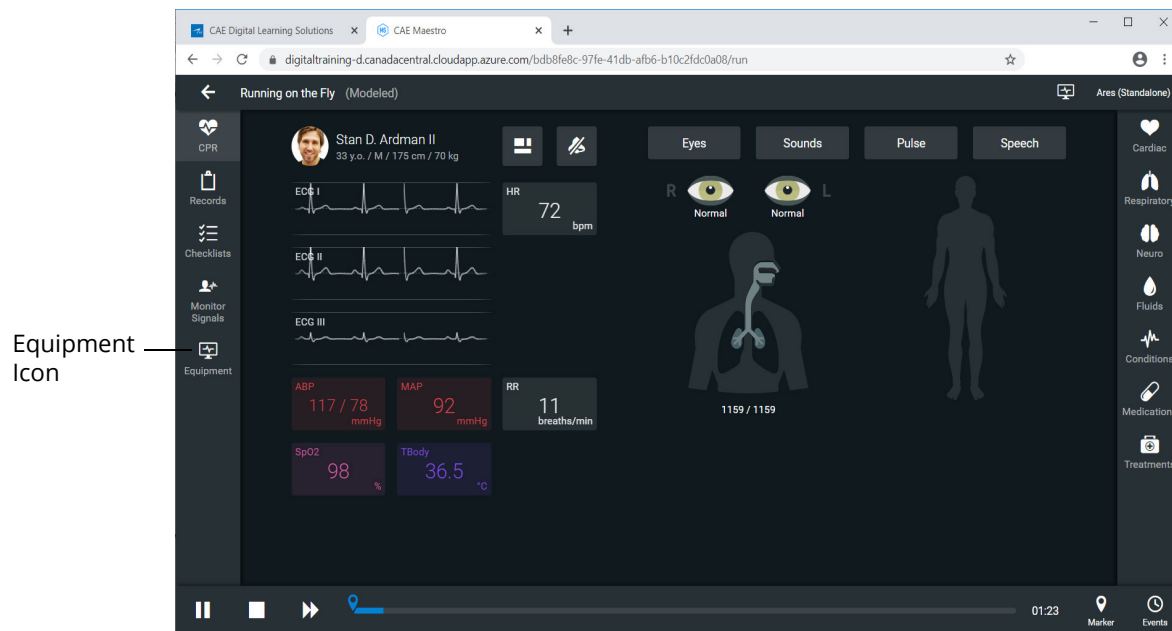 CAE Digital Learning Solutions
CAE Maestro
digitaltraining-d.canadacentral.cloudapp.azure.com/bdb8fe8c-97fe-41db-afb6-b10c2fdc0a08/run
Running on the Fly (Modeled)
Ares (Standalone)
CPR
Records
Checklists
Monitor
Signals
Equipment
Equipment
Icon
Stan D. Ardman II
33 y.o. / M / 175 cm / 70 kg
ECG I
HR
72
bpm
ECG II
ECG III
ABP
117 / 78
mmHg
MAP
92
mmHg
RR
11
breaths/min
SpO2
98
%
TBody
36.5
°C
Eyes
Sounds
Pulse
Speech
R
L
Normal
Normal
1159 / 1159
Cardiac
Respiratory
Neuro
Fluids
Conditions
Medication
Treatments
01:23
Marker
Events